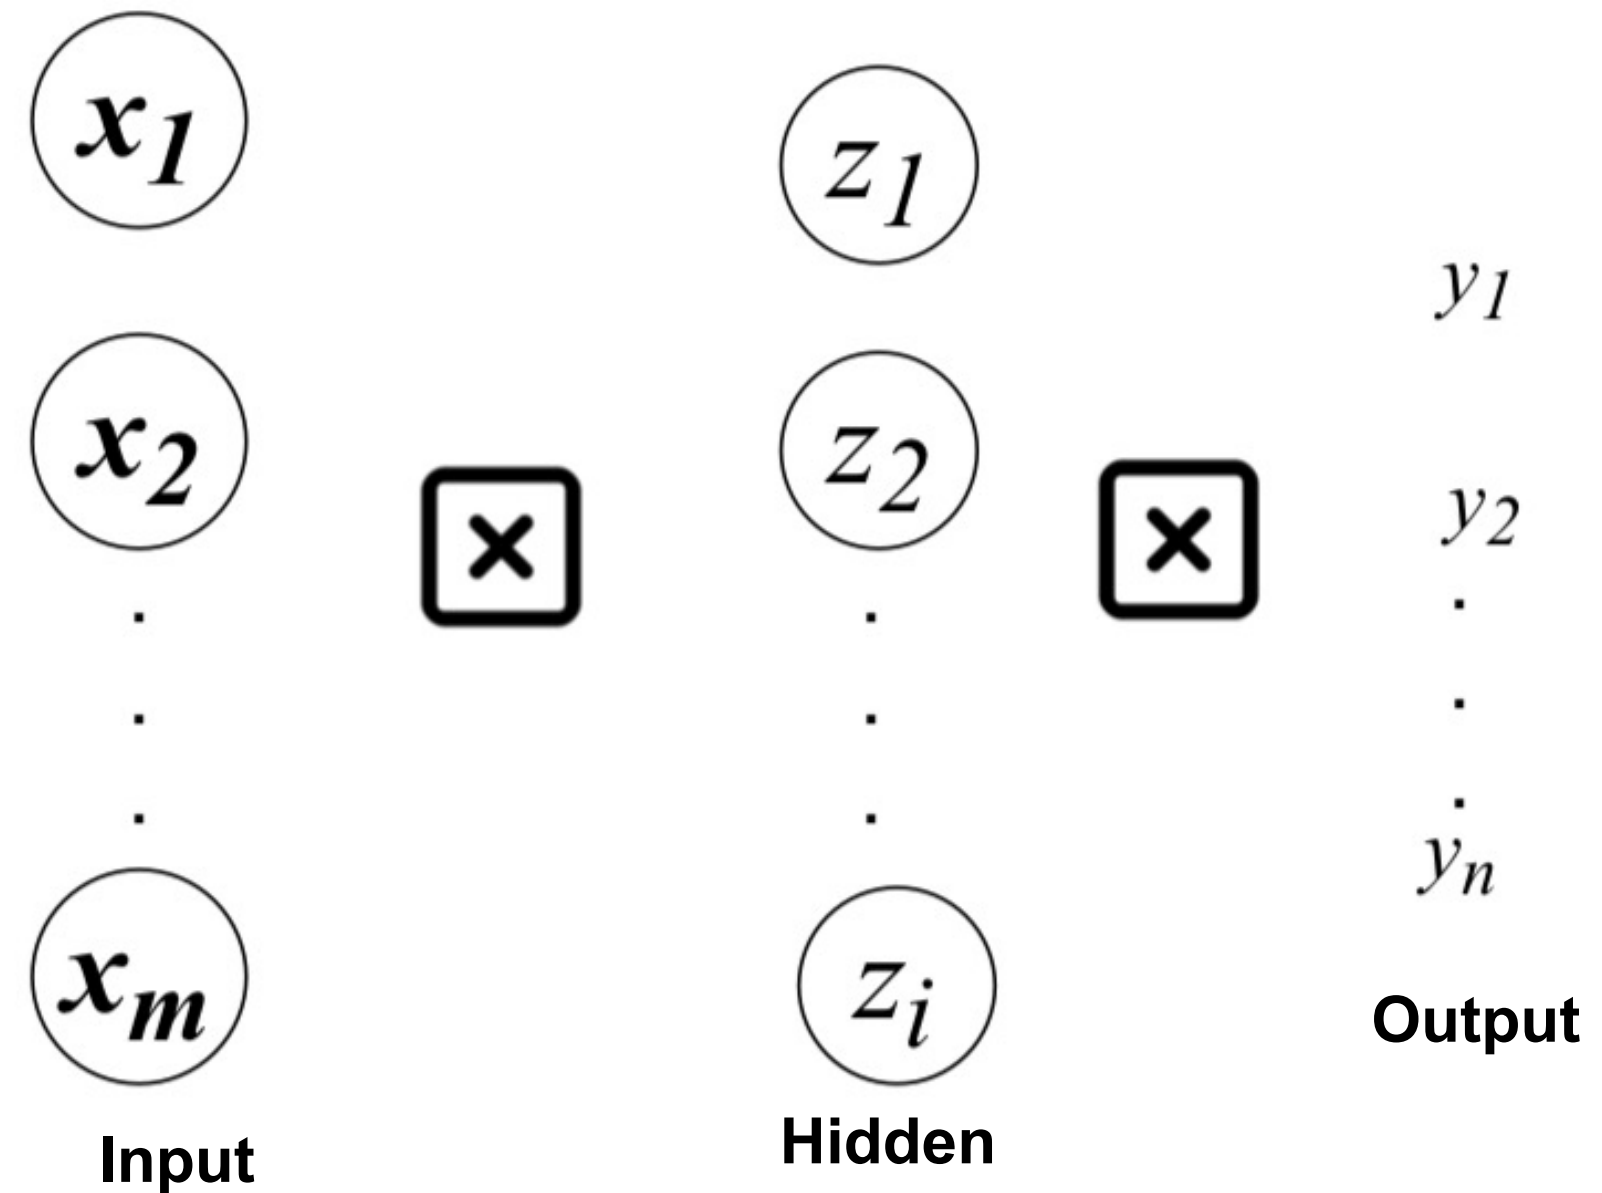 x1
x2
.
.
.
xm
Input
×
z1
z2
.
.
.
zi
Hidden
×
y1
y2
.
.
.
yn
Output